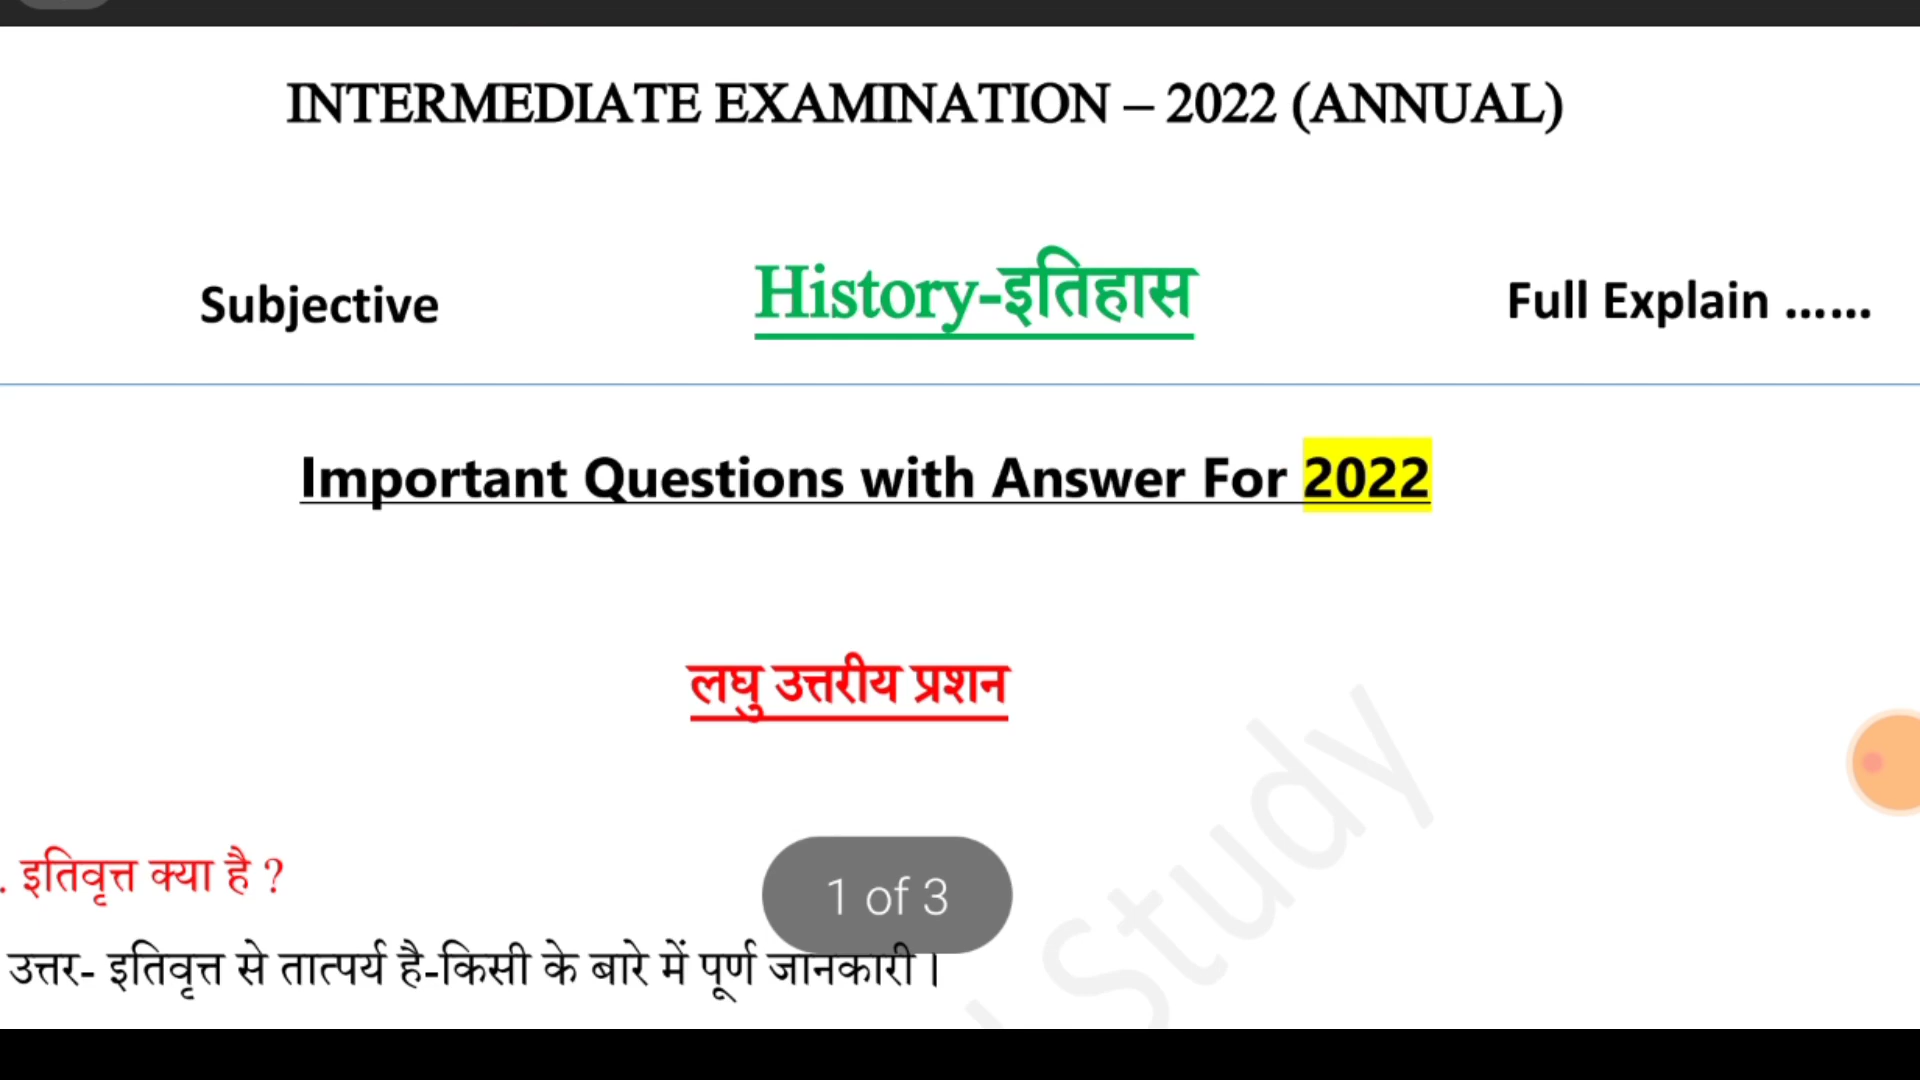 INTERMEDIATE EXAMINATION – 2022 (ANNUAL)
Subjective History-इतिहास Full Explain ......
Important Questions with Answer For 2022
लघु उत्तरीय प्रशन
. इतिवृत्त क्या है ?
1 of 3
उत्तर- इतिवृत्त से तात्पर्य है-किसी के बारे में पूर्ण जानकारी।
Study